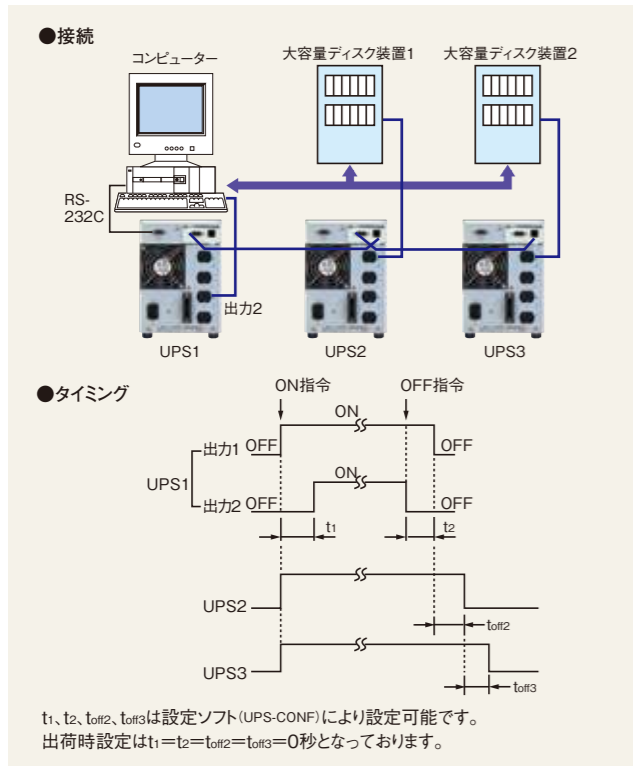 ●接続
コンピューター
大容量ディスク装置1
大容量ディスク装置2
RS-
232C
出力2
UPS1
UPS2
UPS3
●タイミング
ON指令
OFF指令
ON
出力1 OFF
OFF
UPS1
ON
出力2 OFF
OFF
t1
t2
UPS2
toff2
UPS3
toff3
t1、t2、toff2、toff3は設定ソフト(UPS-CONF)により設定可能です。
出荷時設定はt1=t2=toff2=toff3=0秒となっております。